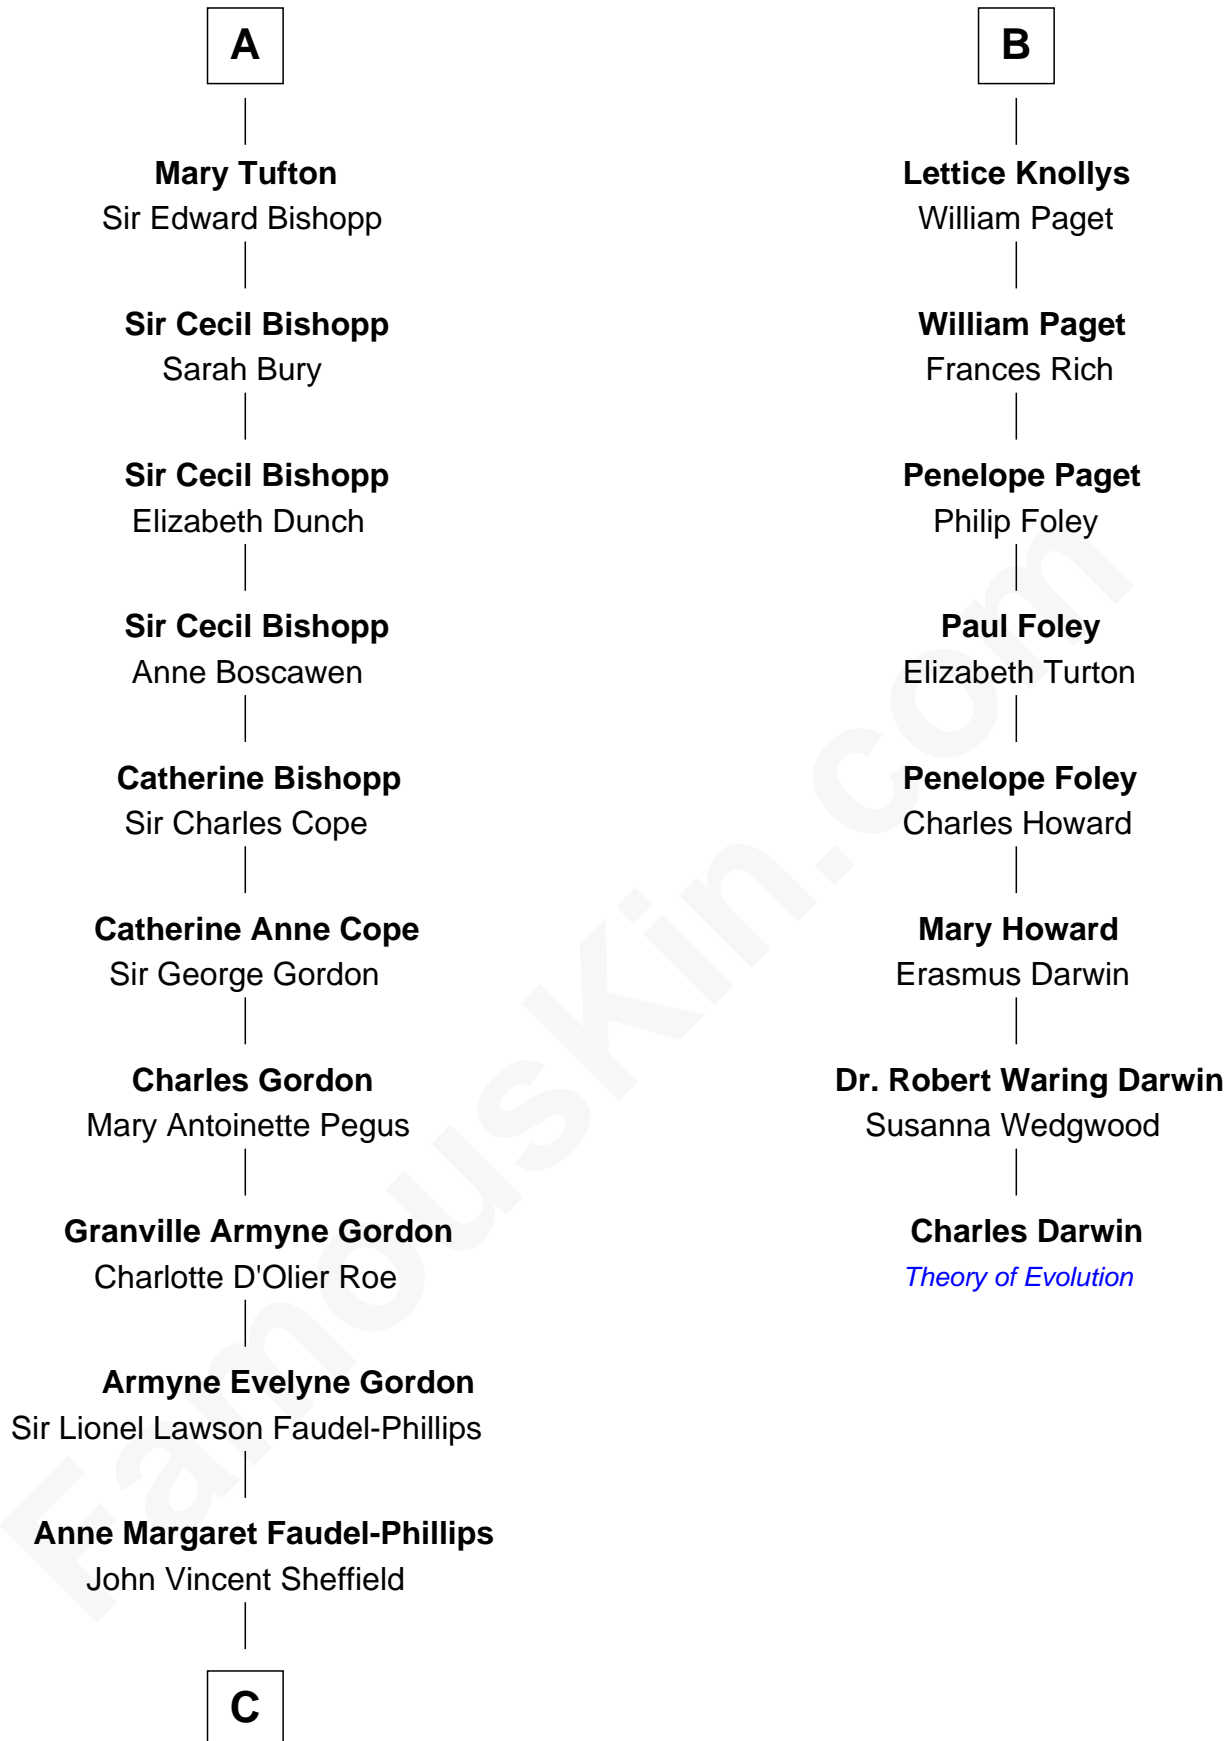 A
Mary Tufton
Sir Edward Bishopp
Sir Cecil Bishopp
Sarah Bury
Sir Cecil Bishopp
Elizabeth Dunch
Sir Cecil Bishopp
Anne Boscawen
Catherine Bishopp
Sir Charles Cope
Catherine Anne Cope
Sir George Gordon
Charles Gordon
Mary Antoinette Pegus
Granville Armyne Gordon
Charlotte D'Olier Roe
Armyne Evelyne Gordon
Sir Lionel Lawson Faudel-Phillips
Anne Margaret Faudel-Phillips
John Vincent Sheffield
C
B
Lettice Knollys
William Paget
William Paget
Frances Rich
Penelope Paget
Philip Foley
Paul Foley
Elizabeth Turton
Penelope Foley
Charles Howard
Mary Howard
Erasmus Darwin
Dr. Robert Waring Darwin
Susanna Wedgwood
Charles Darwin
Theory of Evolution
FamousKin.com